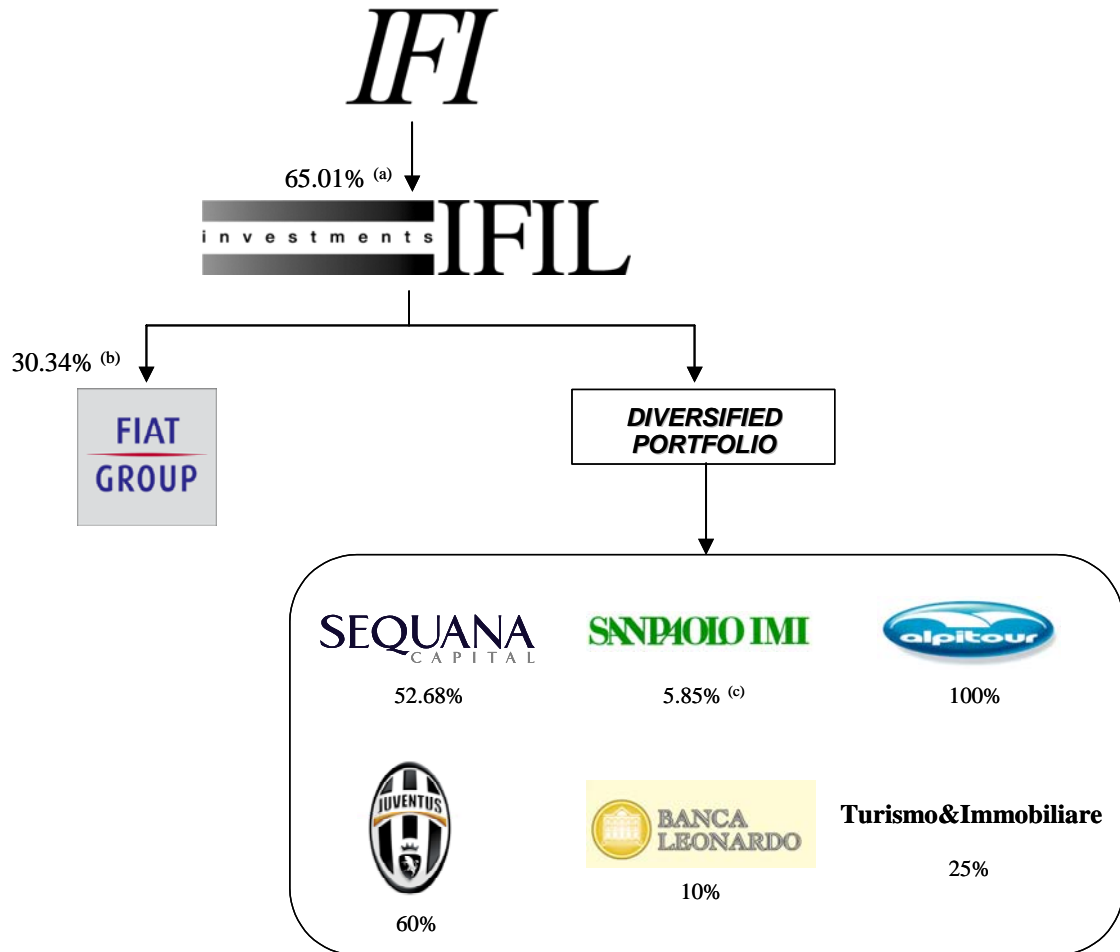 IFI
65.01% (a)
investments IFIL
30.34% (b)
FIAT
GROUP
DIVERSIFIED
PORTFOLIO
SEQUANA
CAPITAL
52.68%
SANPAOLO IMI
5.85% (c)
alpitour
100%
JUVENTUS
60%
BANCA
LEONARDO
10%
Turismo&Immobiliare
25%